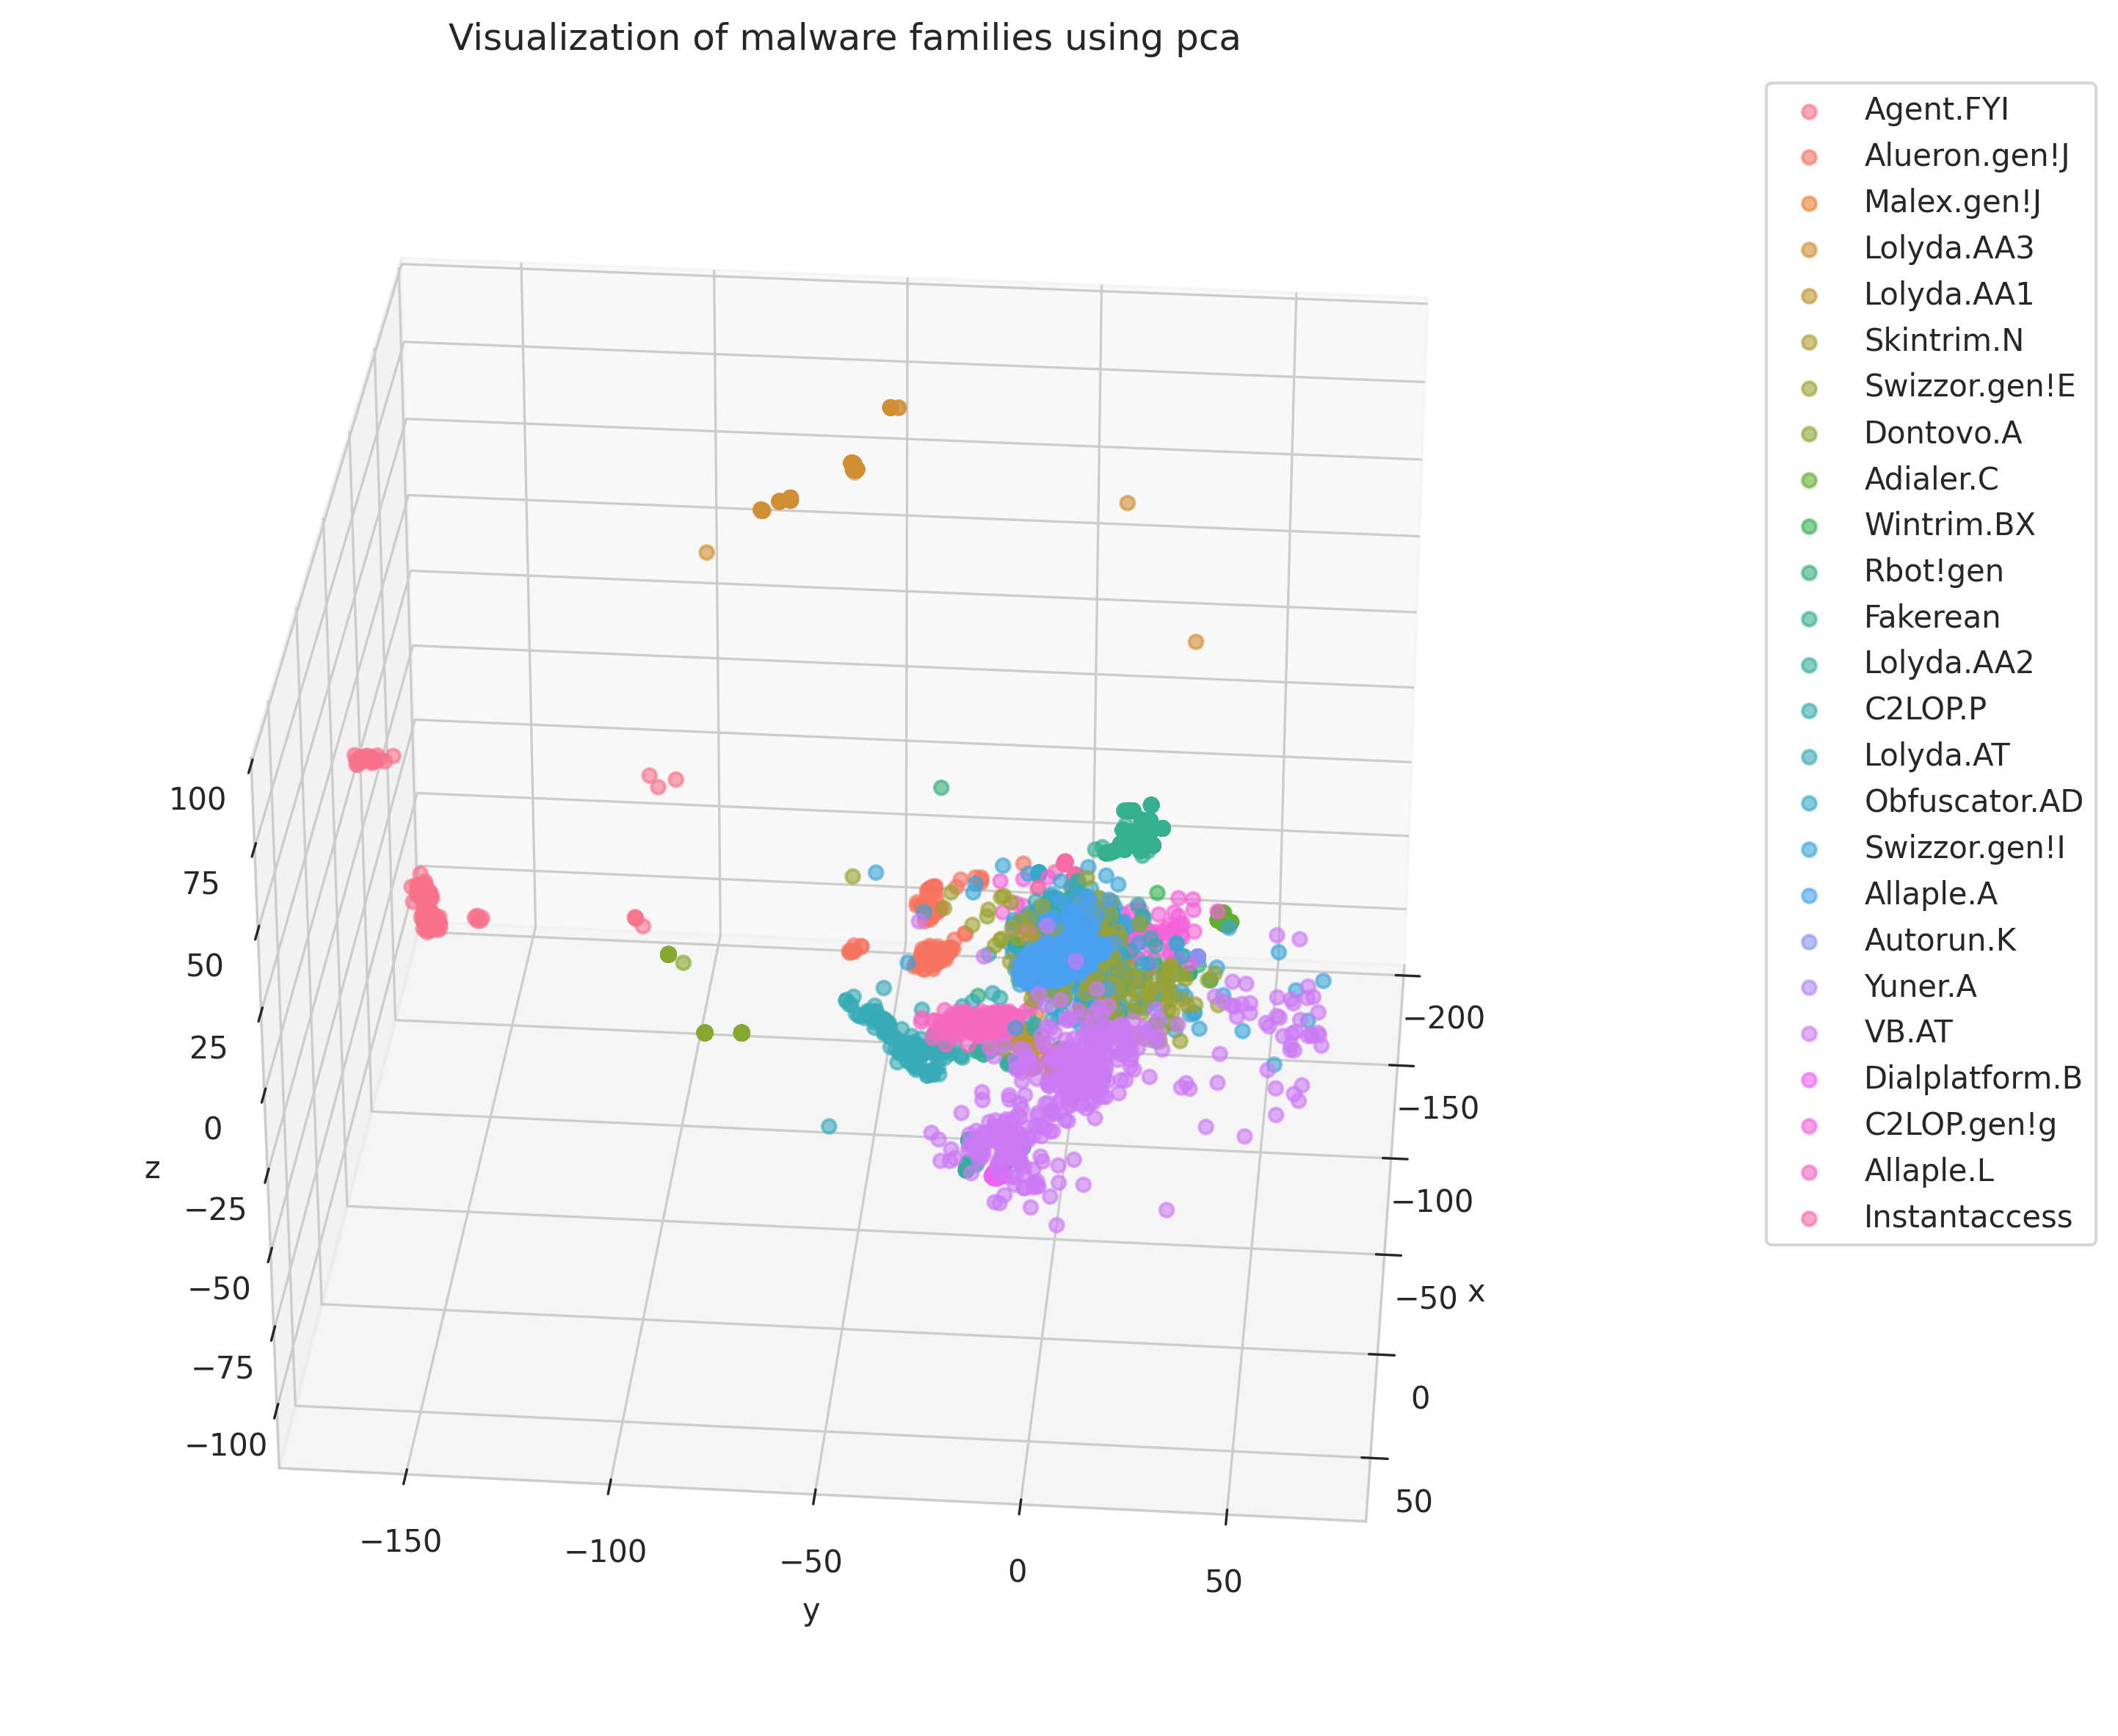 Visualization of malware families using pca
Agent.FYI
Alueron.gen!J
Malex.gen!J
Lolyda.AA3
Lolyda.AA1
Skintrim.N
Swizzor.gen!E
Dontovo.A
Adialer.C
Wintrim.BX
Rbot!gen
Fakerean
Lolyda.AA2
C2LOP.P
Lolyda.AT
Obfuscator.AD
Swizzor.gen!I
Allaple.A
Autorun.K
Yuner.A
VB.AT
Dialplatform.B
C2LOP.gen!g
Allaple.L
Instantaccess
100
75
50
25
0
−25
−50
−75
−100
z
−200
−150
−100
−50
0
50
x
−150
−100
−50
0
50
y